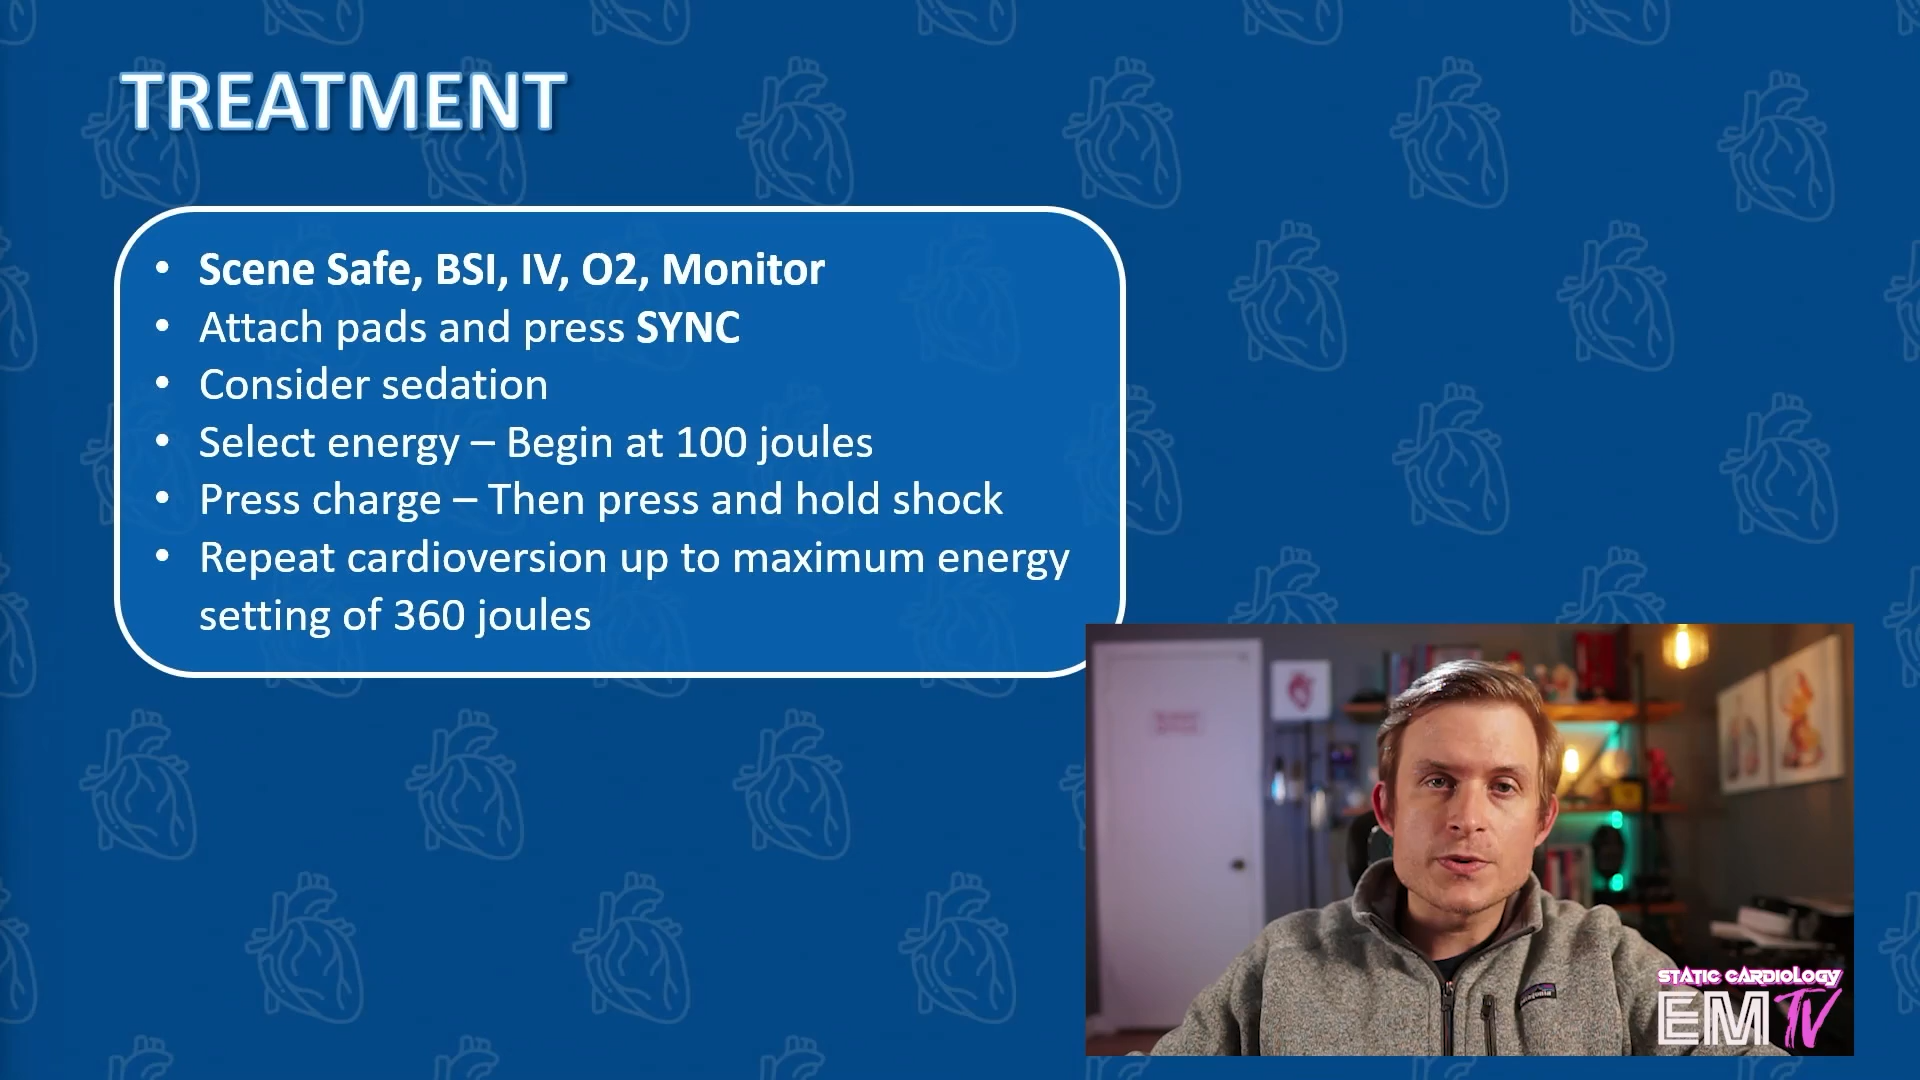 TREATMENT
• Scene Safe, BSI, IV, O2, Monitor
• Attach pads and press SYNC
• Consider sedation
• Select energy – Begin at 100 joules
• Press charge – Then press and hold shock
• Repeat cardioversion up to maximum energy
setting of 360 joules
patagonia
STATIC CARDIOLOGY
EMTV